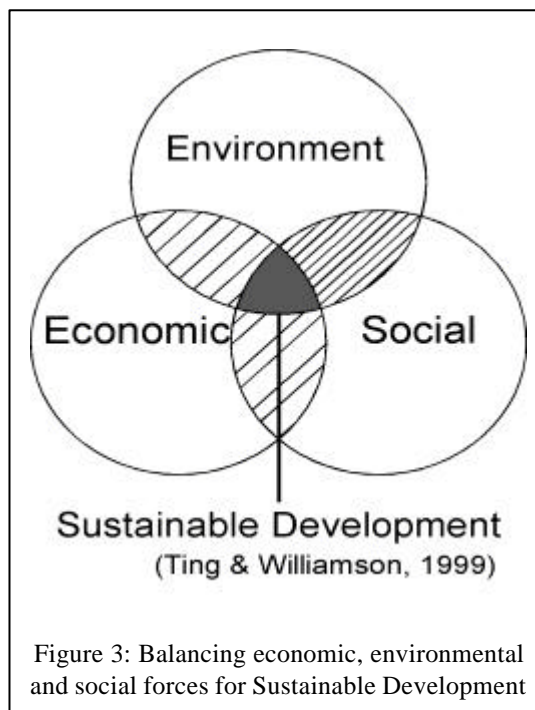 Environment
Economic Social
Sustainable Development
(Ting & Williamson, 1999)
Figure 3: Balancing economic, environmental
and social forces for Sustainable Development